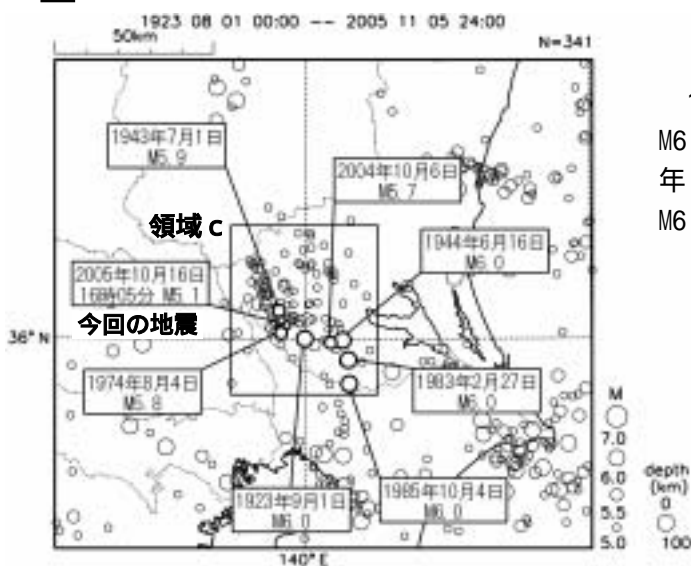 1923 08 01 00:00 -- 2005 11 05 24:00
50km
N=341
1943年7月1日
M5.9
2004年10月6日
M5.7
領域 C
1944年6月16日
M6.0
2005年10月16日
16時05分 M5.1
今回の地震
36°N
1974年8月4日
M5.8
1983年2月27日
M6.0
1923年9月1日
M6.0
1985年10月4日
M6.0
140°E
M
7.0
6.0
5.5
5.0
depth
(km)
0
100
M6
年
M6